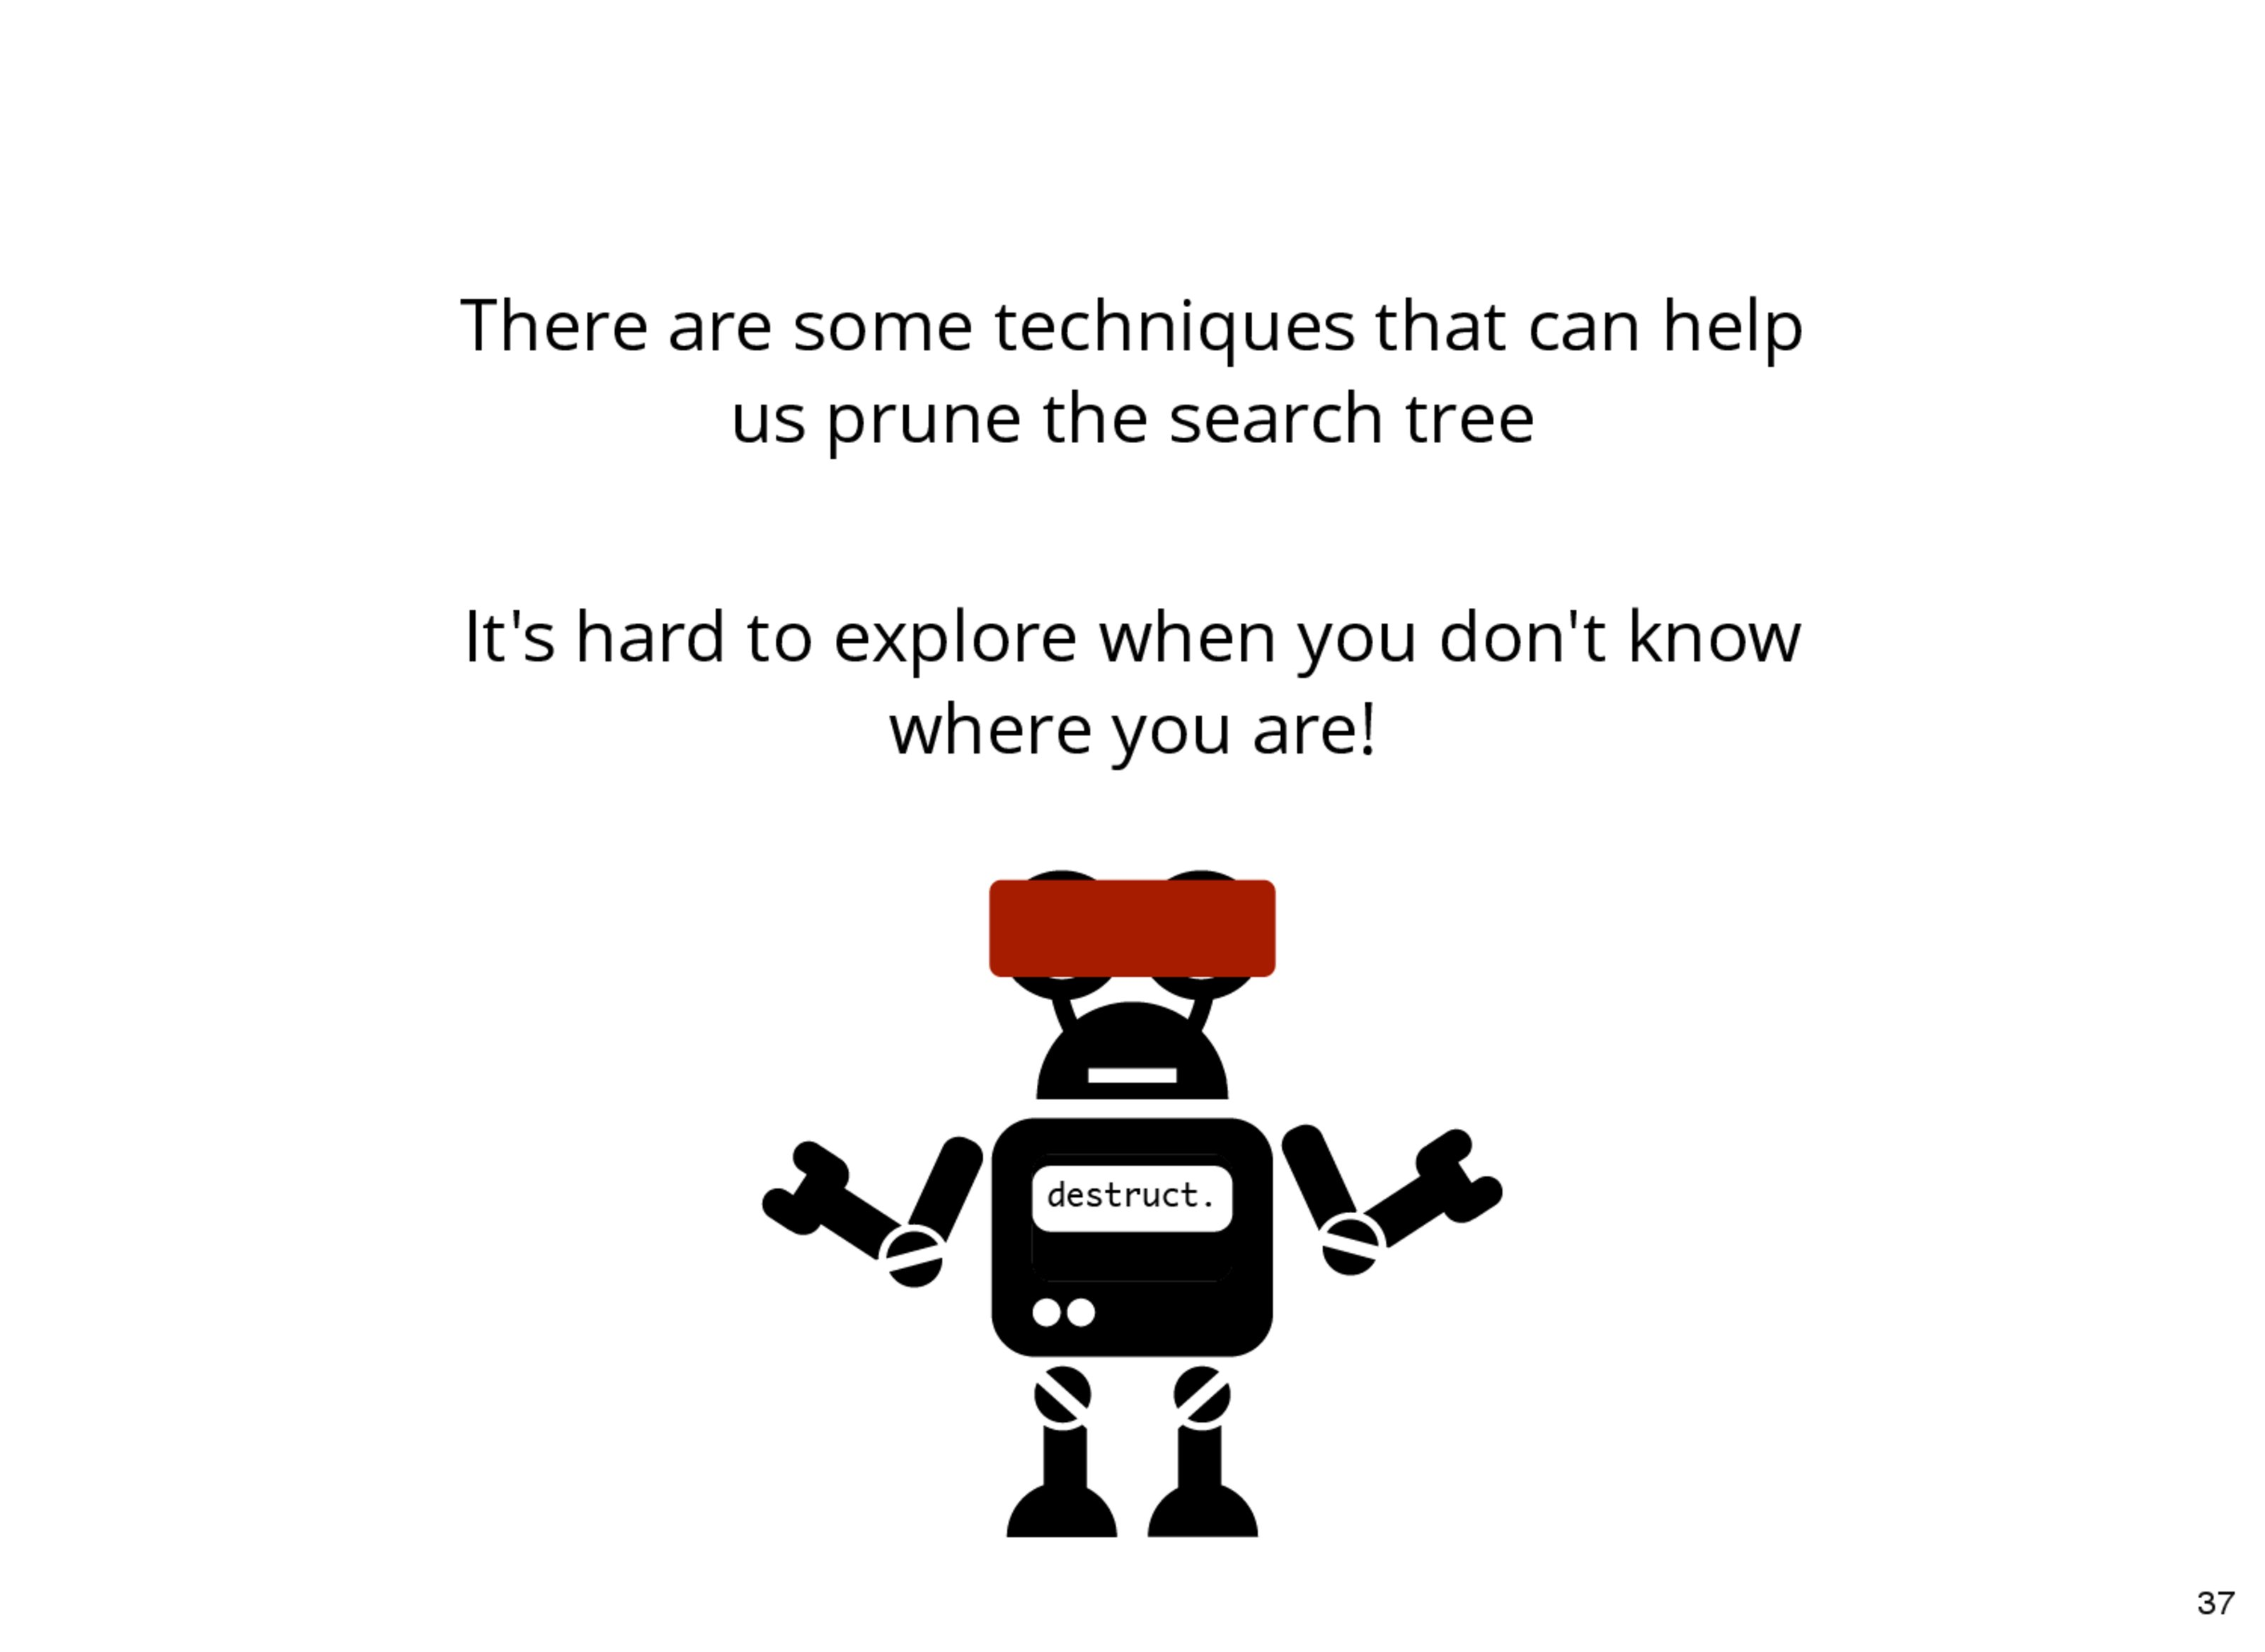 There are some techniques that can help
us prune the search tree
It's hard to explore when you don't know
where you are!
destruct.
37